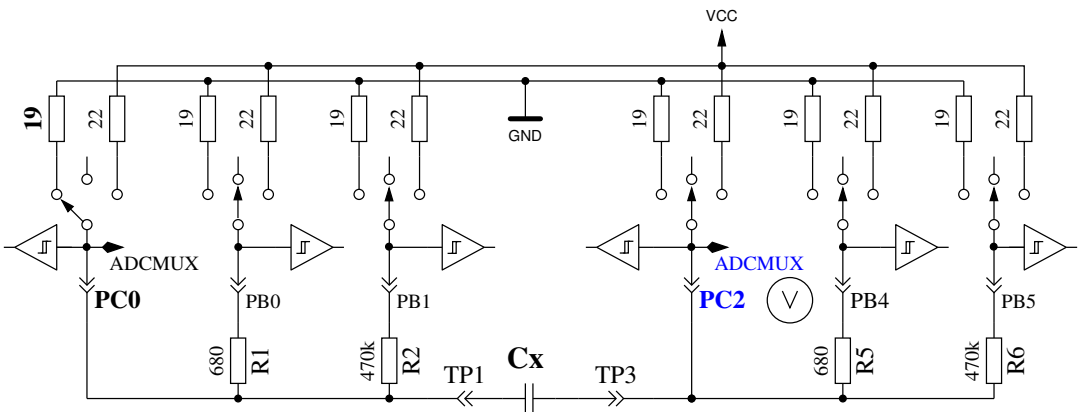 VCC
19 22 19 22 19 22 19 22 19 22 19 22
GND
ADCMUX ADCMUX
PC0 PB0 PB1 PC2 V PB4 PB5
680 R1 470k R2 680 R5 470k R6
TP1 Cx TP3